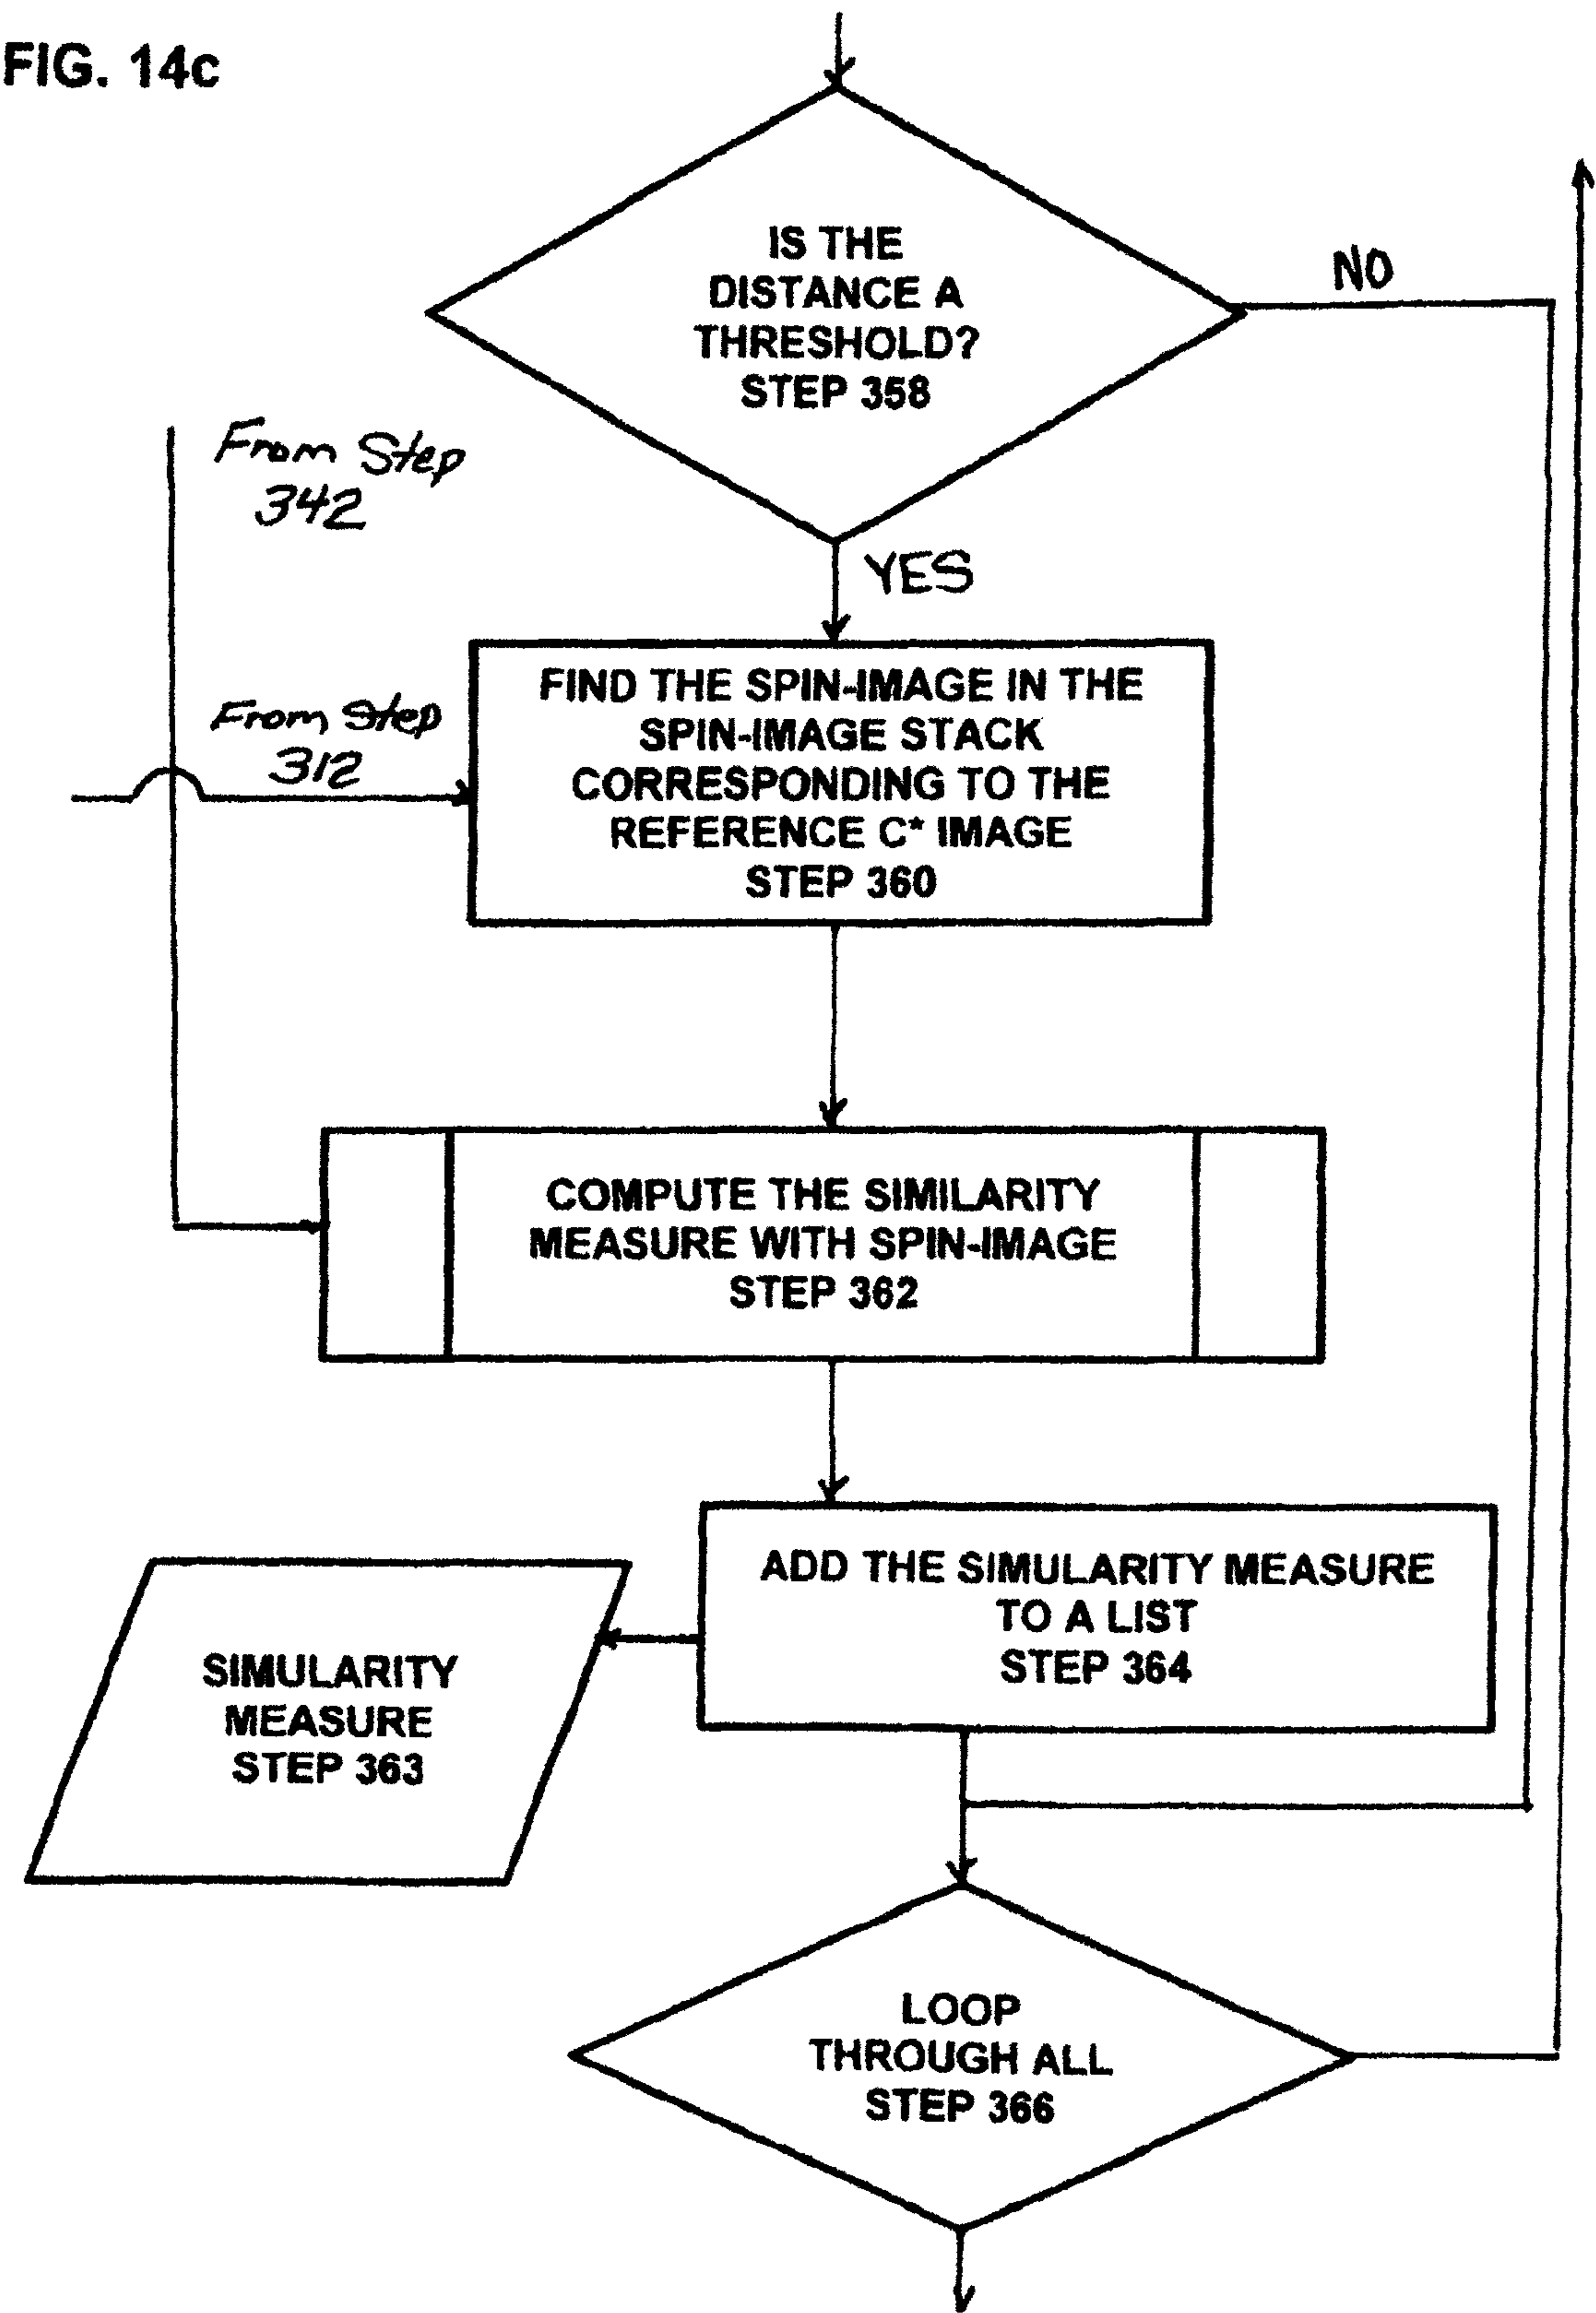 FIG. 14c
IS THE
DISTANCE A
THRESHOLD?
STEP 358
NO
From Step
342
YES
FIND THE SPIN-IMAGE IN THE
SPIN-IMAGE STACK
CORRESPONDING TO THE
REFERENCE C* IMAGE
STEP 360
From Step
312
COMPUTE THE SIMILARITY
MEASURE WITH SPIN-IMAGE
STEP 362
ADD THE SIMULARITY MEASURE
TO A LIST
STEP 364
SIMULARITY
MEASURE
STEP 363
LOOP
THROUGH ALL
STEP 366